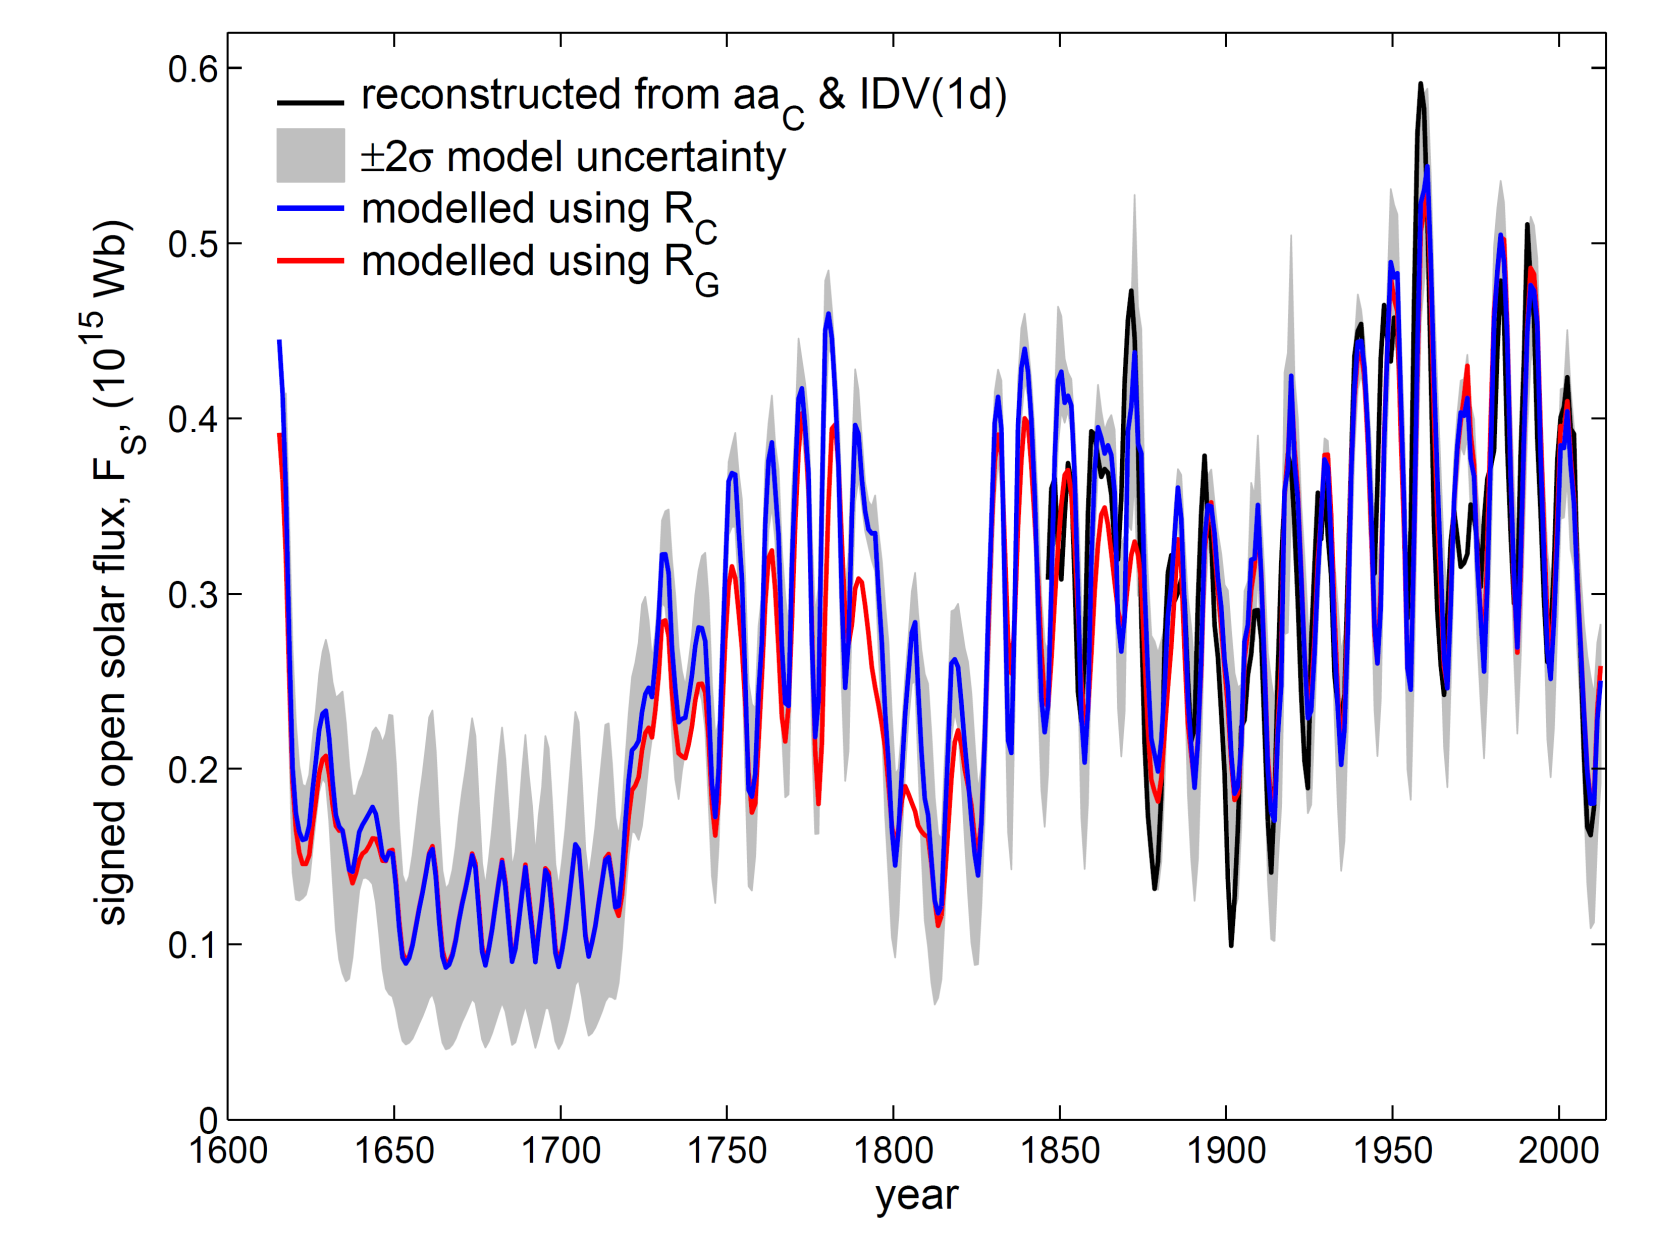 reconstructed from aa_C & IDV(1d)
±2σ model uncertainty
modelled using R_C
modelled using R_G
signed open solar flux, F_S, (10^15 Wb)
0.6
0.5
0.4
0.3
0.2
0.1
0
1600 1650 1700 1750 1800 1850 1900 1950 2000
year